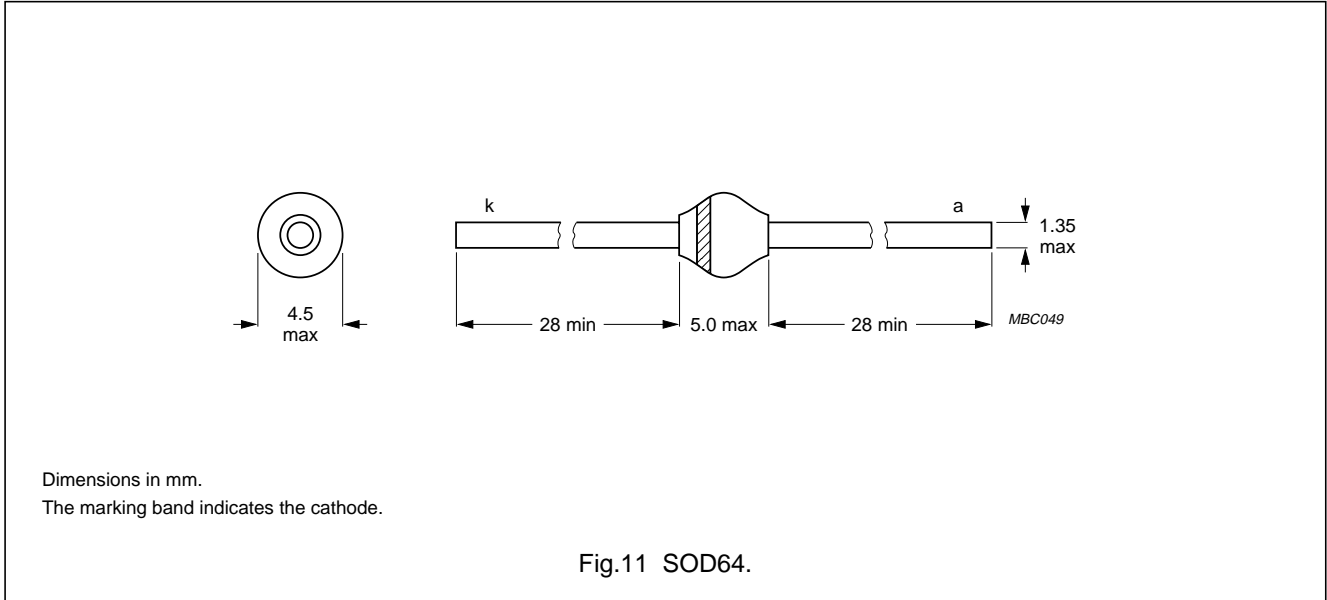 k
a
1.35
max
4.5
max
28 min
5.0 max
28 min
MBC049
Dimensions in mm.
The marking band indicates the cathode.
Fig.11 SOD64.